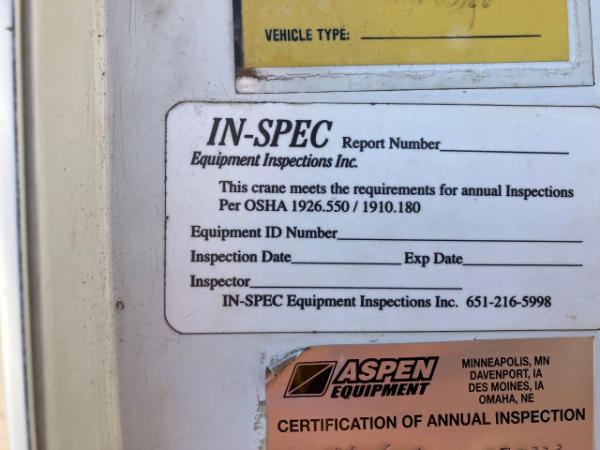 VEHICLE TYPE:
IN-SPEC Report Number
Equipment Inspections Inc.
This crane meets the requirements for annual Inspections
Per OSHA 1926.550 / 1910.180
Equipment ID Number
Inspection Date Exp Date
Inspector
IN-SPEC Equipment Inspections Inc. 651-216-5998
ASPEN
EQUIPMENT
MINNEAPOLIS, MN
DAVENPORT, IA
DES MOINES, IA
OMAHA, NE
CERTIFICATION OF ANNUAL INSPECTION